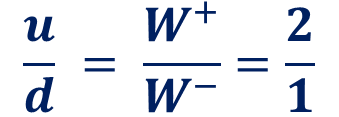 u/d = W⁺/W⁻ = 2/1